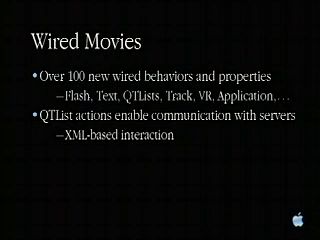 Wired Movies
• Over 100 new wired behaviors and properties
–Flash, Text, QTLists, Track, VR, Application,…
• QTList actions enable communication with servers
–XML-based interaction